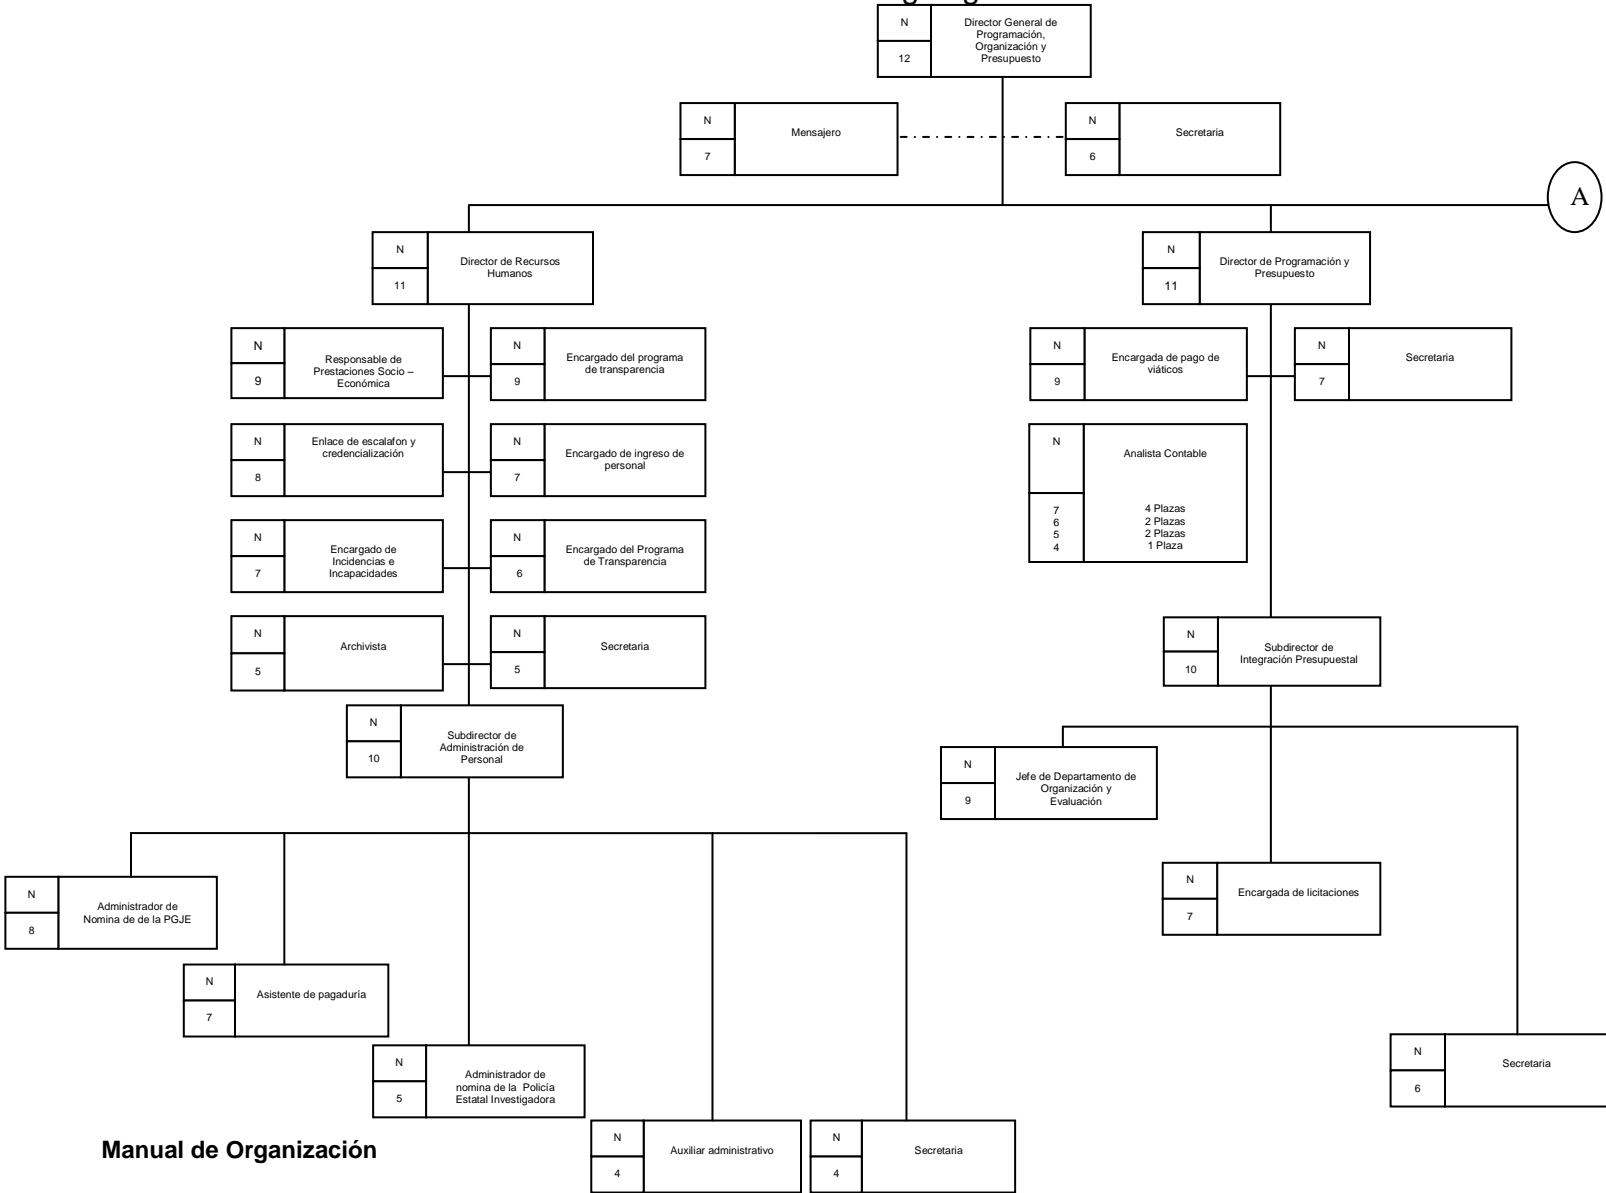 N
Director General de
Programación,
Organización y
Presupuesto
12
N
Mensajero
7
N
Secretaria
6
A
N
Director de Recursos
Humanos
11
N
Director de Programación y
Presupuesto
11
N
Responsable de
Prestaciones Socio –
Económica
9
N
Encargado del programa
de transparencia
9
N
Encargada de pago de
viáticos
9
N
Secretaria
7
N
Enlace de escalafon y
credencialización
8
N
Encargado de ingreso de
personal
7
N
Analista Contable
7 4 Plazas
6 2 Plazas
5 2 Plazas
4 1 Plaza
N
Encargado de
Incidencias e
Incapacidades
7
N
Encargado del Programa
de Transparencia
6
N
Archivista
5
N
Secretaria
5
N
Subdirector de
Integración Presupuestal
10
N
Subdirector de
Administración de
Personal
10
N
Jefe de Departamento de
Organización y
Evaluación
9
N
Administrador de
Nomina de de la PGJE
8
N
Encargada de licitaciones
7
N
Asistente de pagaduría
7
N
Administrador de
nomina de la Policía
Estatal Investigadora
5
N
Secretaria
6
N
Auxiliar administrativo
4
N
Secretaria
4
Manual de Organización